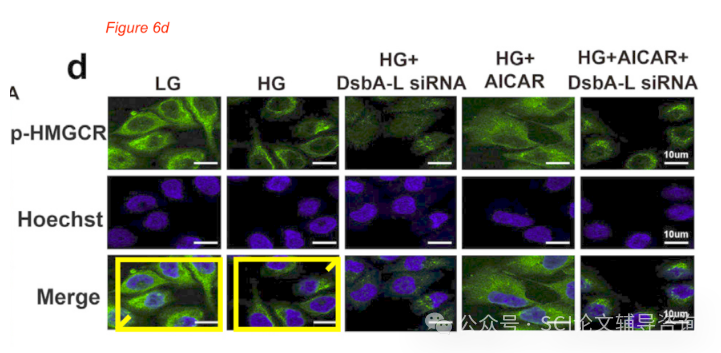 Figure 6d
d
LG
HG
HG+
DsbA-L siRNA
HG+
AICAR
HG+AICAR+
DsbA-L siRNA
A
p-HMGCR
10um
Hoechst
10um
Merge
10um
公众号 · SCI论文辅导咨询